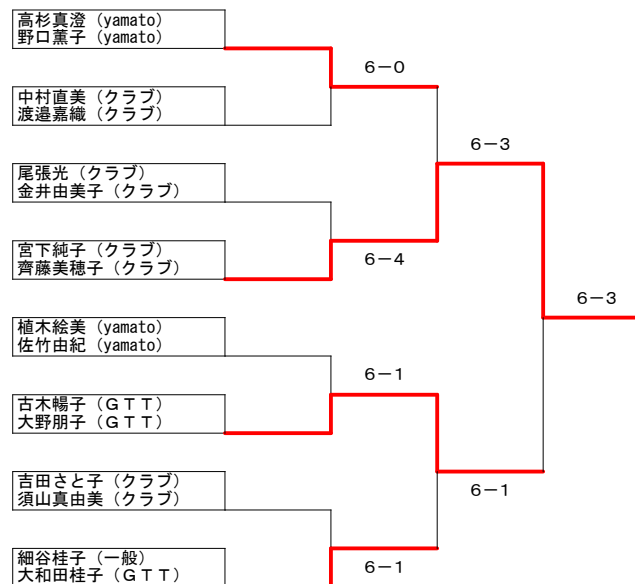 高杉真澄（yamato）
野口薫子（yamato）
6－0
中村直美（クラブ）
渡邉嘉織（クラブ）
6－3
尾張光（クラブ）
金井由美子（クラブ）
宮下純子（クラブ）
齊藤美穂子（クラブ）
6－4
6－3
植木絵美（yamato）
佐竹由紀（yamato）
6－1
古木暢子（ＧＴＴ）
大野朋子（ＧＴＴ）
吉田さと子（クラブ）
須山真由美（クラブ）
6－1
細谷桂子（一般）
大和田桂子（ＧＴＴ）
6－1